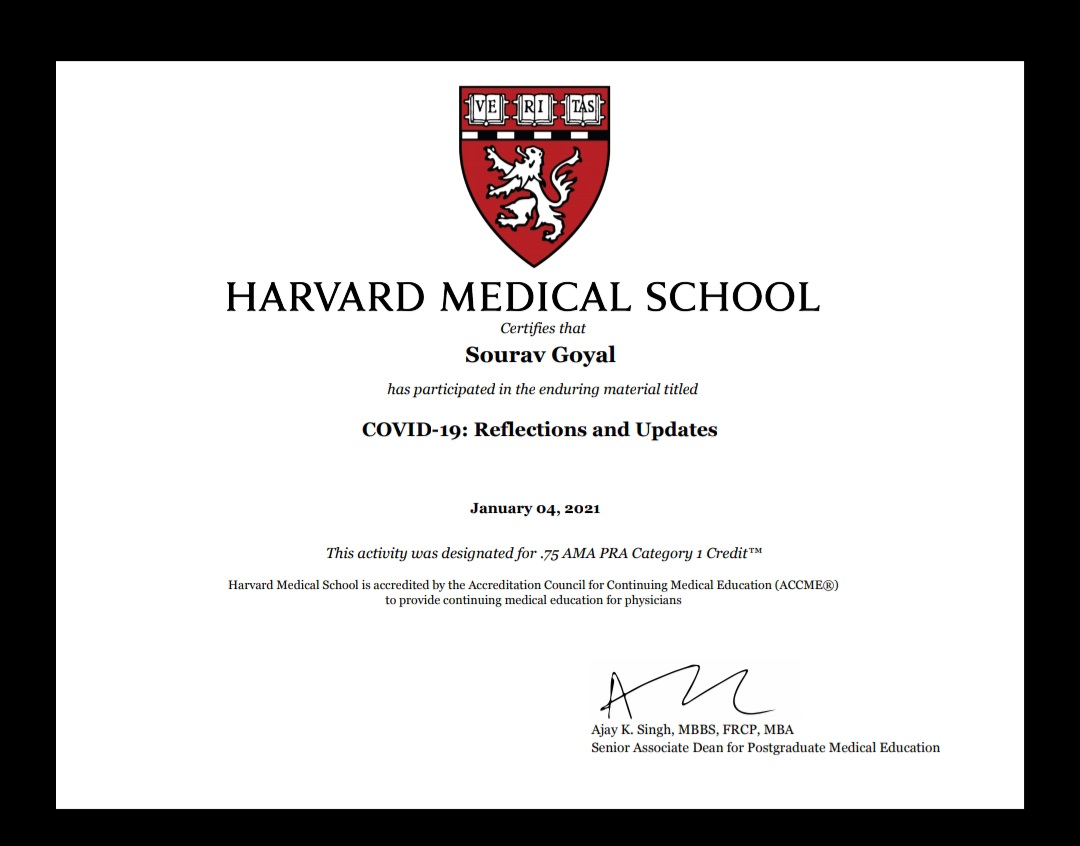 VE RI TAS
HARVARD MEDICAL SCHOOL
Certifies that
Sourav Goyal
has participated in the enduring material titled
COVID-19: Reflections and Updates
January 04, 2021
This activity was designated for .75 AMA PRA Category 1 Credit™
Harvard Medical School is accredited by the Accreditation Council for Continuing Medical Education (ACCME®)
to provide continuing medical education for physicians
Ajay K. Singh, MBBS, FRCP, MBA
Senior Associate Dean for Postgraduate Medical Education